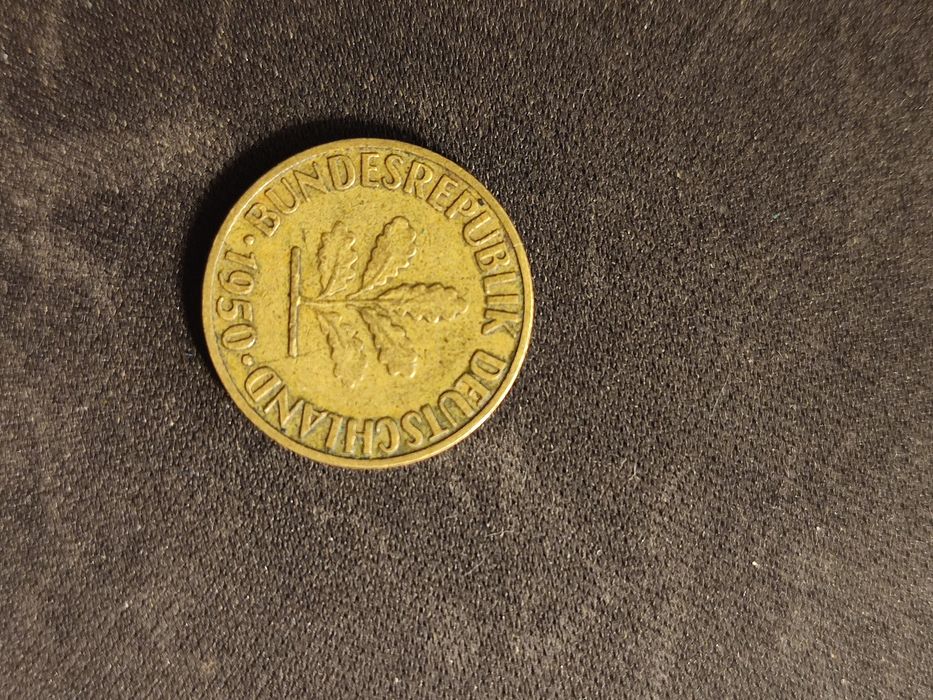 BUNDESREPUBLIK DEUTSCHLAND
· 1950 ·